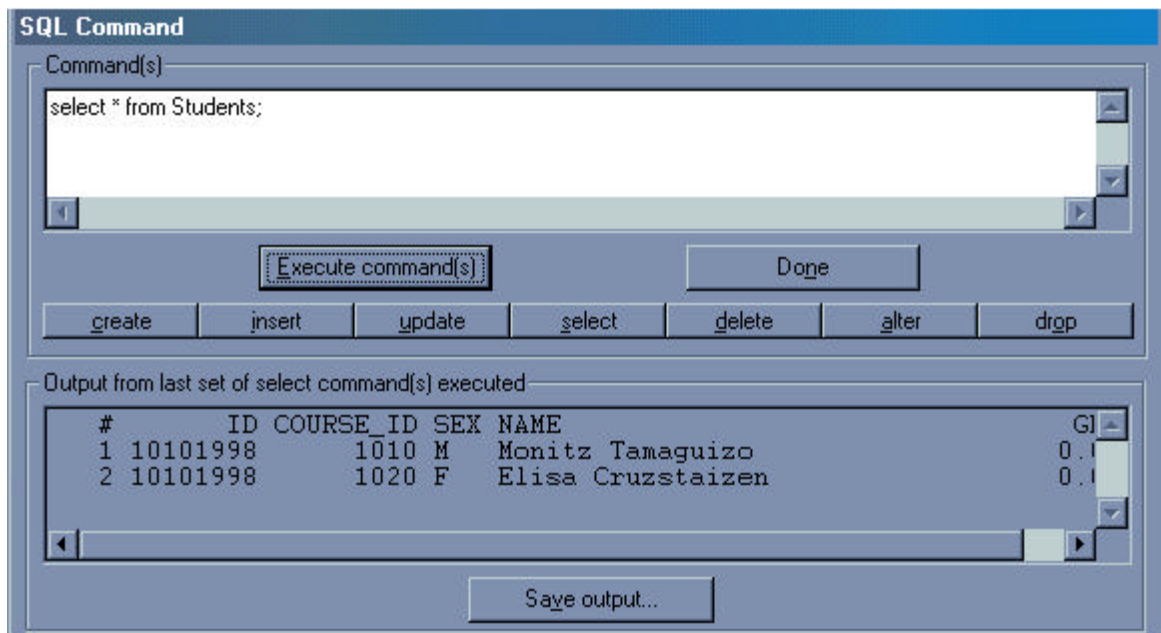 SQL Command
Command(s)
select * from Students;
Execute command(s)
Done
create insert update select delete alter drop
Output from last set of select command(s) executed
# ID COURSE_ID SEX NAME
1 10101998 1010 M Monitz Tamaguizo
2 10101998 1020 F Elisa Cruzstaizen
Save output...